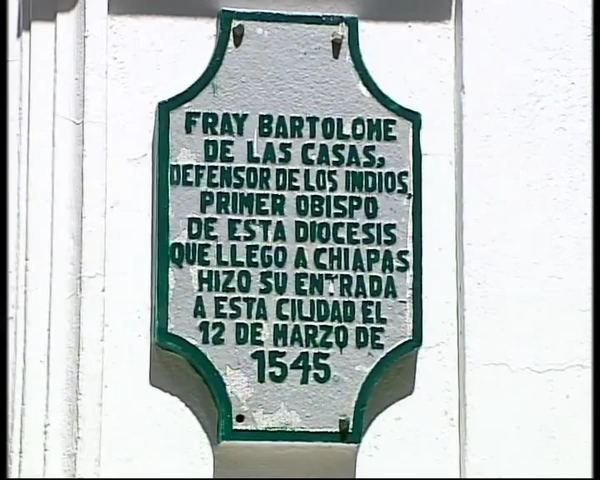 FRAY BARTOLOME
DE LAS CASAS,
DEFENSOR DE LOS INDIOS,
PRIMER OBISPO
DE ESTA DIOCESIS
QUE LLEGO A CHIAPAS
HIZO SU ENTRADA
A ESTA CIUDAD EL
12 DE MARZO DE
1545